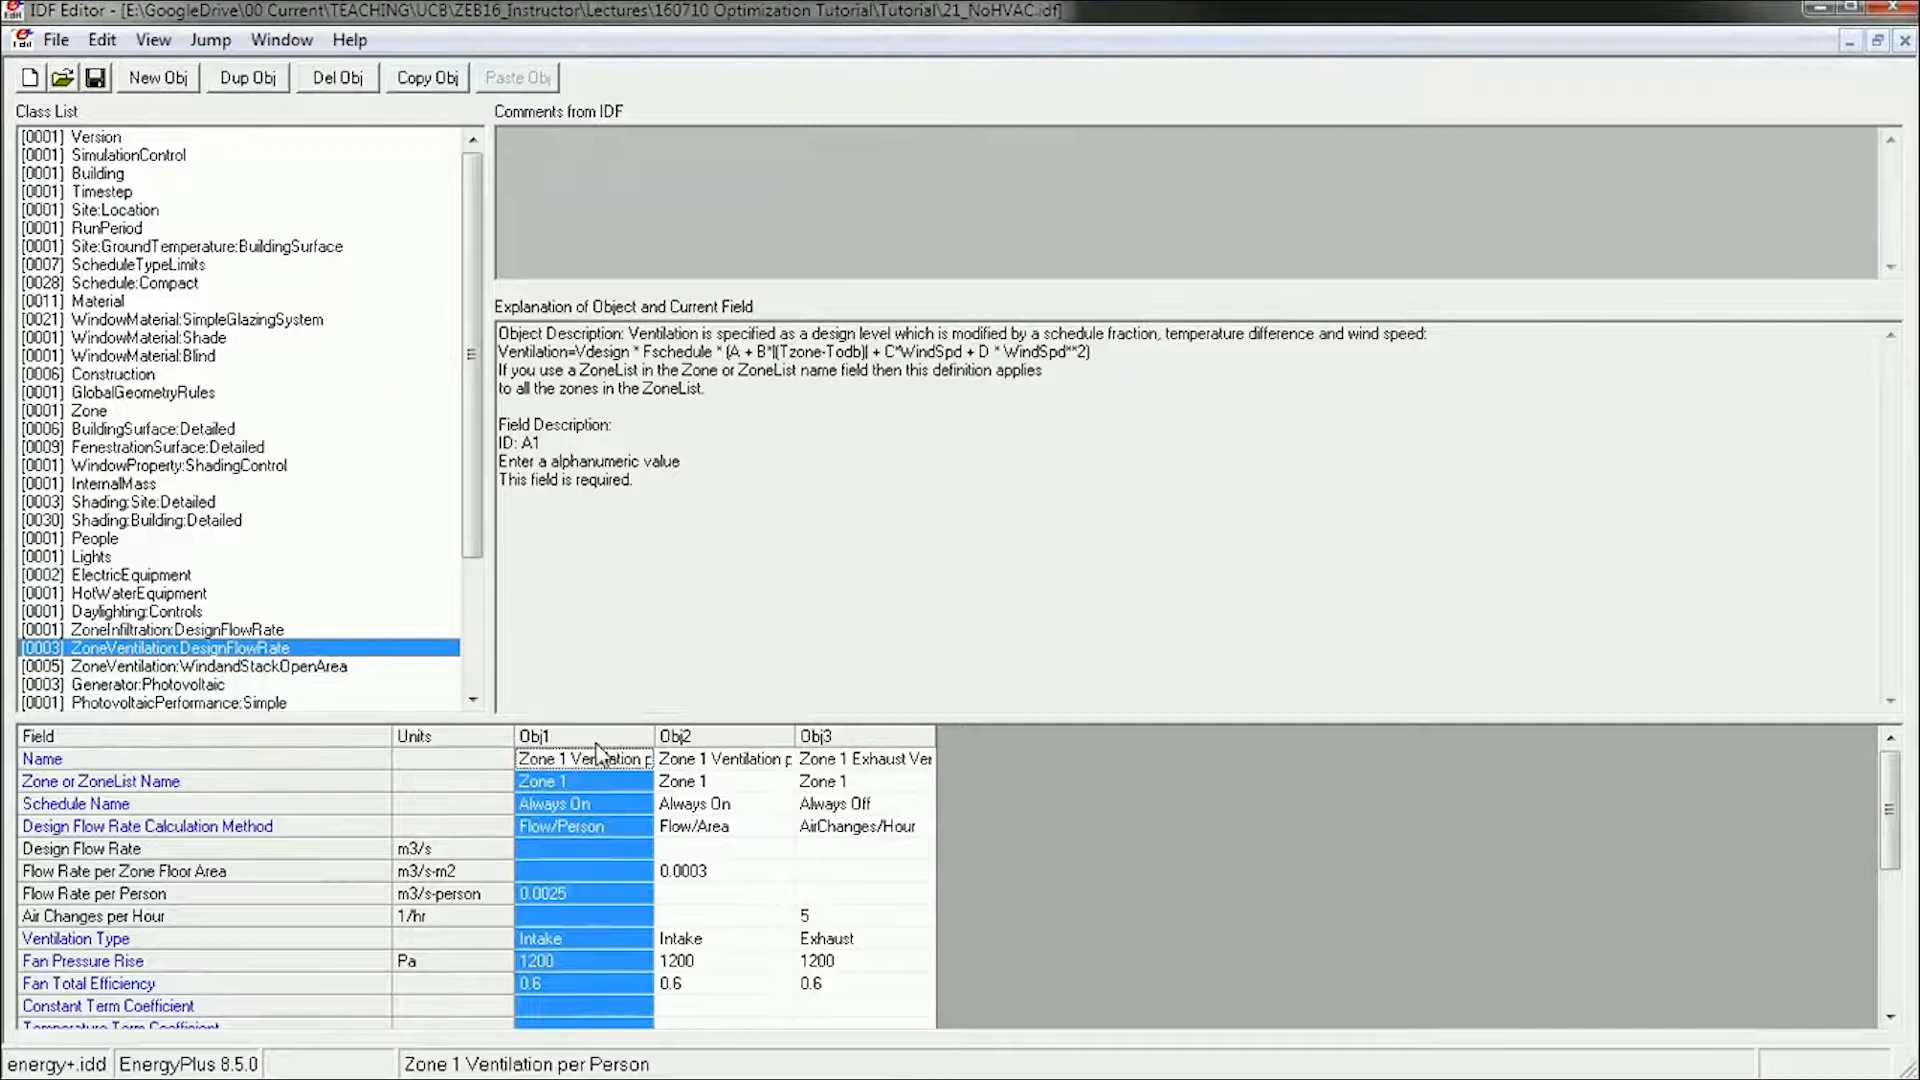 IDF Editor - [E:\GoogleDrive\00 Current\TEACHING\UCB\ZEB16_Instructor\Lectures\160710 Optimization Tutorial\Tutorial\21_NoHVAC.idf]
File Edit View Jump Window Help
New Obj Dup Obj Del Obj Copy Obj Paste Obj
Class List
[0001] Version
[0001] SimulationControl
[0001] Building
[0001] Timestep
[0001] Site:Location
[0001] RunPeriod
[0001] Site:GroundTemperature:BuildingSurface
[0007] ScheduleTypeLimits
[0028] Schedule:Compact
[0011] Material
[0021] WindowMaterial:SimpleGlazingSystem
[0001] WindowMaterial:Shade
[0001] WindowMaterial:Blind
[0006] Construction
[0001] GlobalGeometryRules
[0001] Zone
[0006] BuildingSurface:Detailed
[0009] FenestrationSurface:Detailed
[0001] WindowProperty:ShadingControl
[0001] InternalMass
[0003] Shading:Site:Detailed
[0030] Shading:Building:Detailed
[0001] People
[0001] Lights
[0002] ElectricEquipment
[0001] HotWaterEquipment
[0001] Daylighting:Controls
[0001] ZoneInfiltration:DesignFlowRate
[0003] ZoneVentilation:DesignFlowRate
[0005] ZoneVentilation:WindandStackOpenArea
[0003] Generator:Photovoltaic
[0001] PhotovoltaicPerformance:Simple
Comments from IDF
Explanation of Object and Current Field
Object Description: Ventilation is specified as a design level which is modified by a schedule fraction, temperature difference and wind speed:
Ventilation=Vdesign * Fschedule * (A + B*|(Tzone-Todb)| + C*WindSpd + D * WindSpd**2)
If you use a ZoneList in the Zone or ZoneList name field then this definition applies
to all the zones in the ZoneList.
Field Description:
ID: A1
Enter a alphanumeric value
This field is required.
Field Units Obj1 Obj2 Obj3
Name Zone 1 Ventilation p Zone 1 Ventilation p Zone 1 Exhaust Ver
Zone or ZoneList Name Zone 1 Zone 1 Zone 1
Schedule Name Always On Always On Always Off
Design Flow Rate Calculation Method Flow/Person Flow/Area AirChanges/Hour
Design Flow Rate m3/s
Flow Rate per Zone Floor Area m3/s-m2 0.0003
Flow Rate per Person m3/s-person 0.0025
Air Changes per Hour 1/hr 5
Ventilation Type Intake Intake Exhaust
Fan Pressure Rise Pa 1200 1200 1200
Fan Total Efficiency 0.6 0.6 0.6
Constant Term Coefficient
Temperature Term Coefficient
energy+.idd EnergyPlus 8.5.0 Zone 1 Ventilation per Person